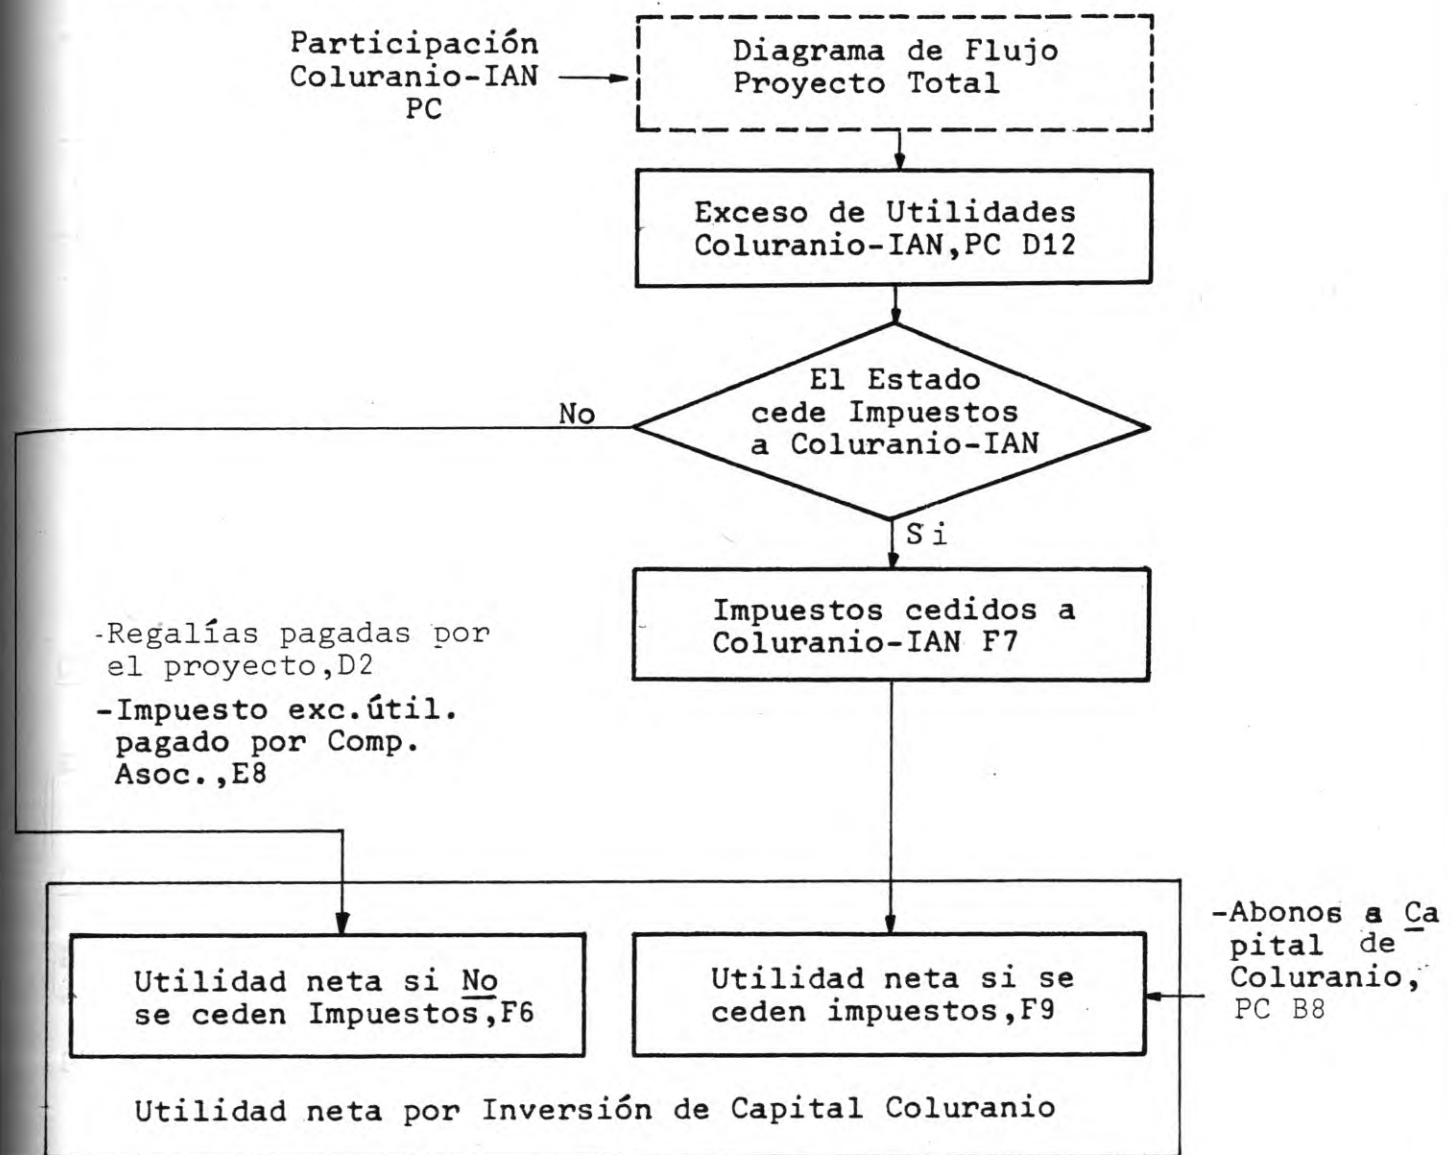 Participación
Coluranio-IAN
PC
Diagrama de Flujo
Proyecto Total
Exceso de Utilidades
Coluranio-IAN,PC D12
El Estado
cede Impuestos
a Coluranio-IAN
No
Si
Impuestos cedidos a
Coluranio-IAN F7
-Regalías pagadas por
el proyecto,D2
-Impuesto exc.útil.
pagado por Comp.
Asoc.,E8
Utilidad neta si No
se ceden Impuestos,F6
Utilidad neta si se
ceden impuestos,F9
-Abonos a Ca
pital de
Coluranio,
PC B8
Utilidad neta por Inversión de Capital Coluranio